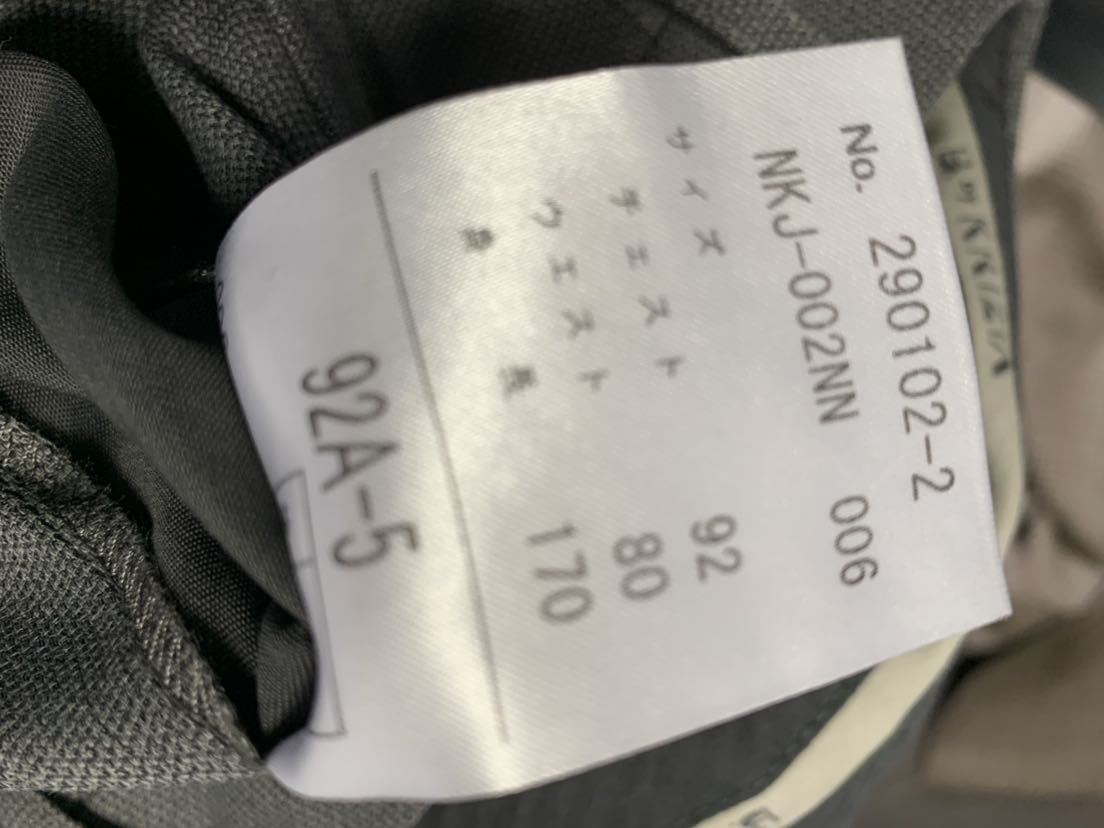 No. 290102-2
NKJ-002NN 006
サイズ
チェスト 92
ウエスト 80
身長 170
92A-5